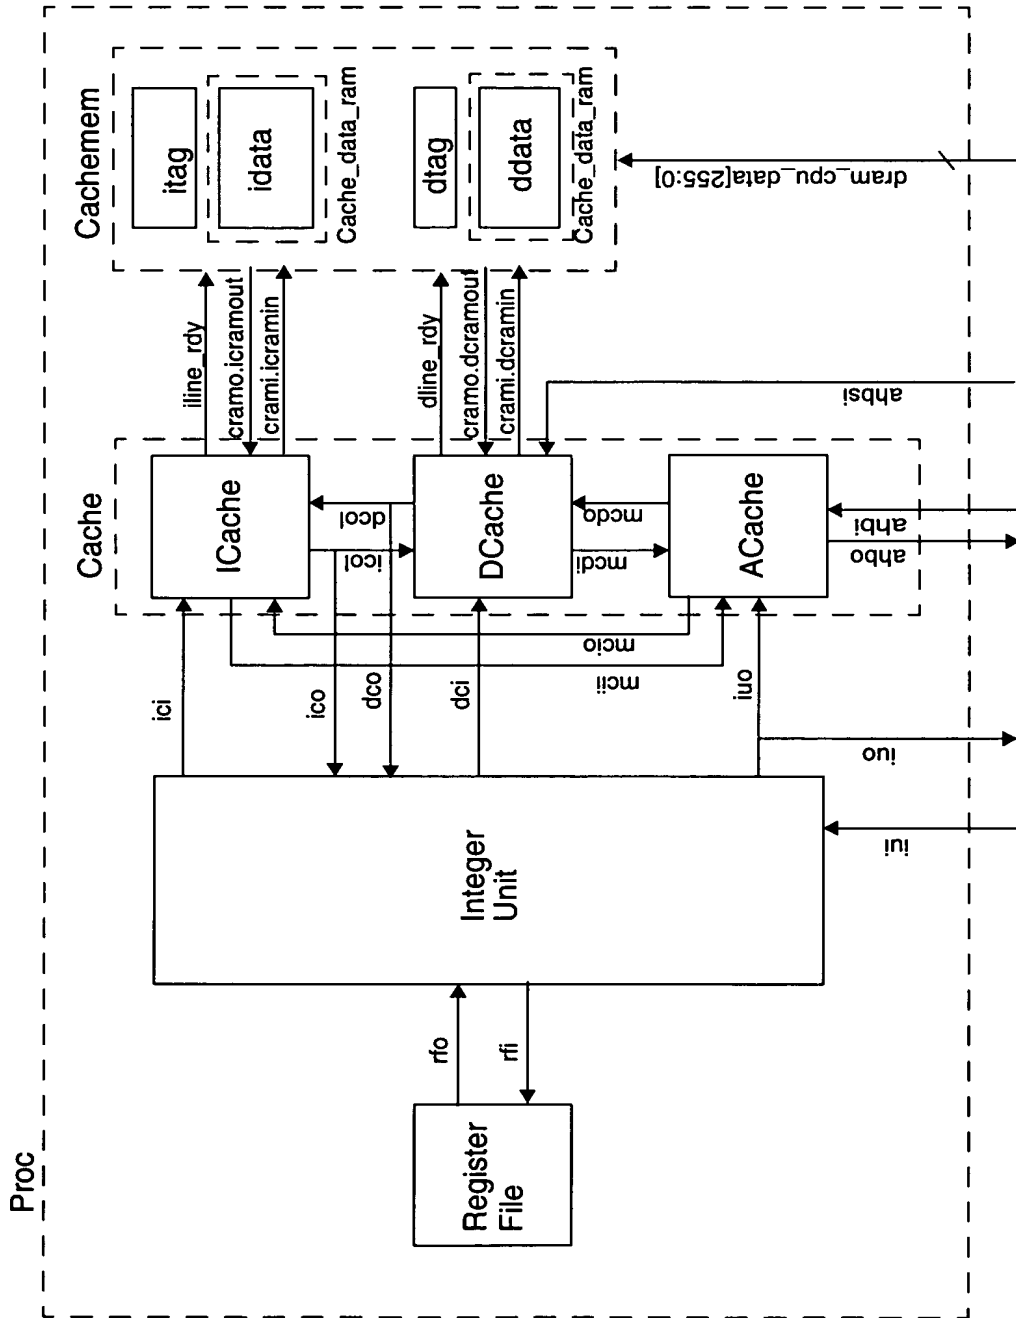 Proc
Cachemem
itag
idata
Cache_data_ram
dtag
ddata
Cache_data_ram
dram_cpu_data[255:0]
iline_rdy
cramo.icramout
crami.icramin
dline_rdy
cramo.dcramout
crami.dcramin
ahbsi
Cache
ICache
dcol
icol
DCache
mcdo
mcdi
ACache
ahbi
ahbo
mcio
mcii
ici
ico
dco
dci
iuo
iuo
Integer
Unit
iui
rfo
rfi
Register
File